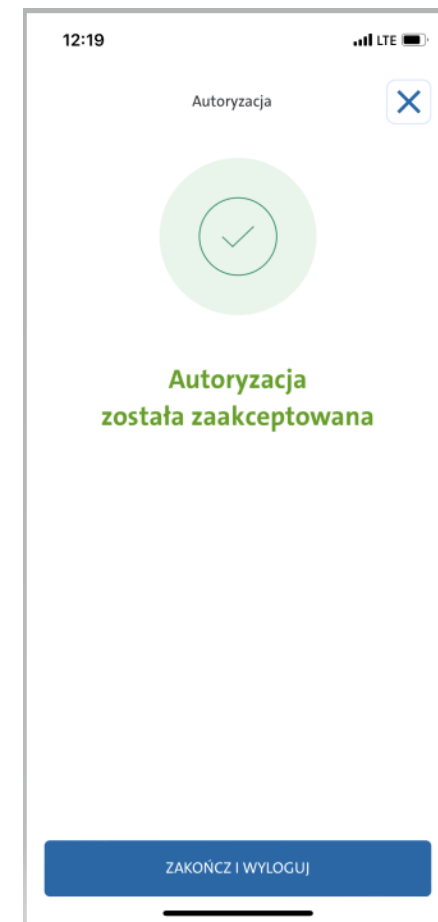 12:19
LTE
Autoryzacja
Autoryzacja
została zaakceptowana
ZAKOŃCZ I WYLOGUJ